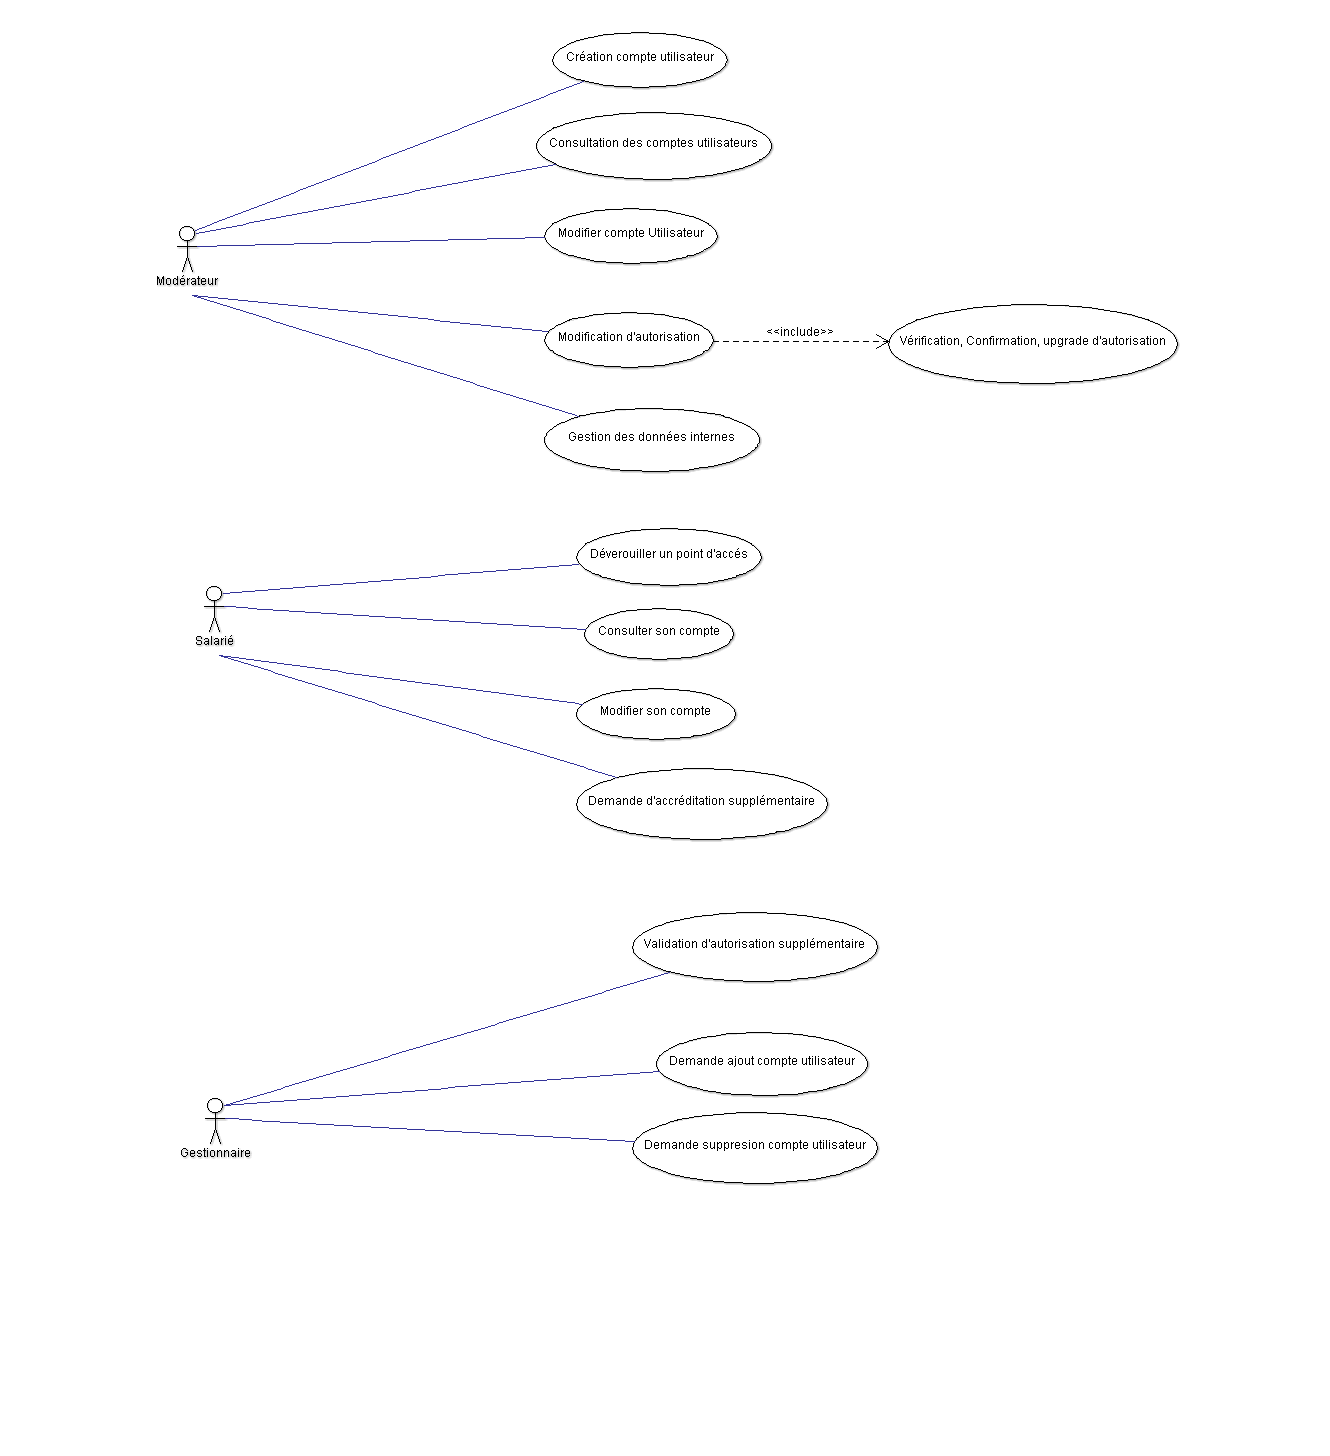 Création compte utilisateur
Consultation des comptes utilisateurs
Modifier compte Utilisateur
Modérateur
Modification d'autorisation
<<include>>
Vérification, Confirmation, upgrade d'autorisation
Gestion des données internes
Déverouiller un point d'accés
Consulter son compte
Salarié
Modifier son compte
Demande d'accréditation supplémentaire
Validation d'autorisation supplémentaire
Demande ajout compte utilisateur
Demande suppresion compte utilisateur
Gestionnaire